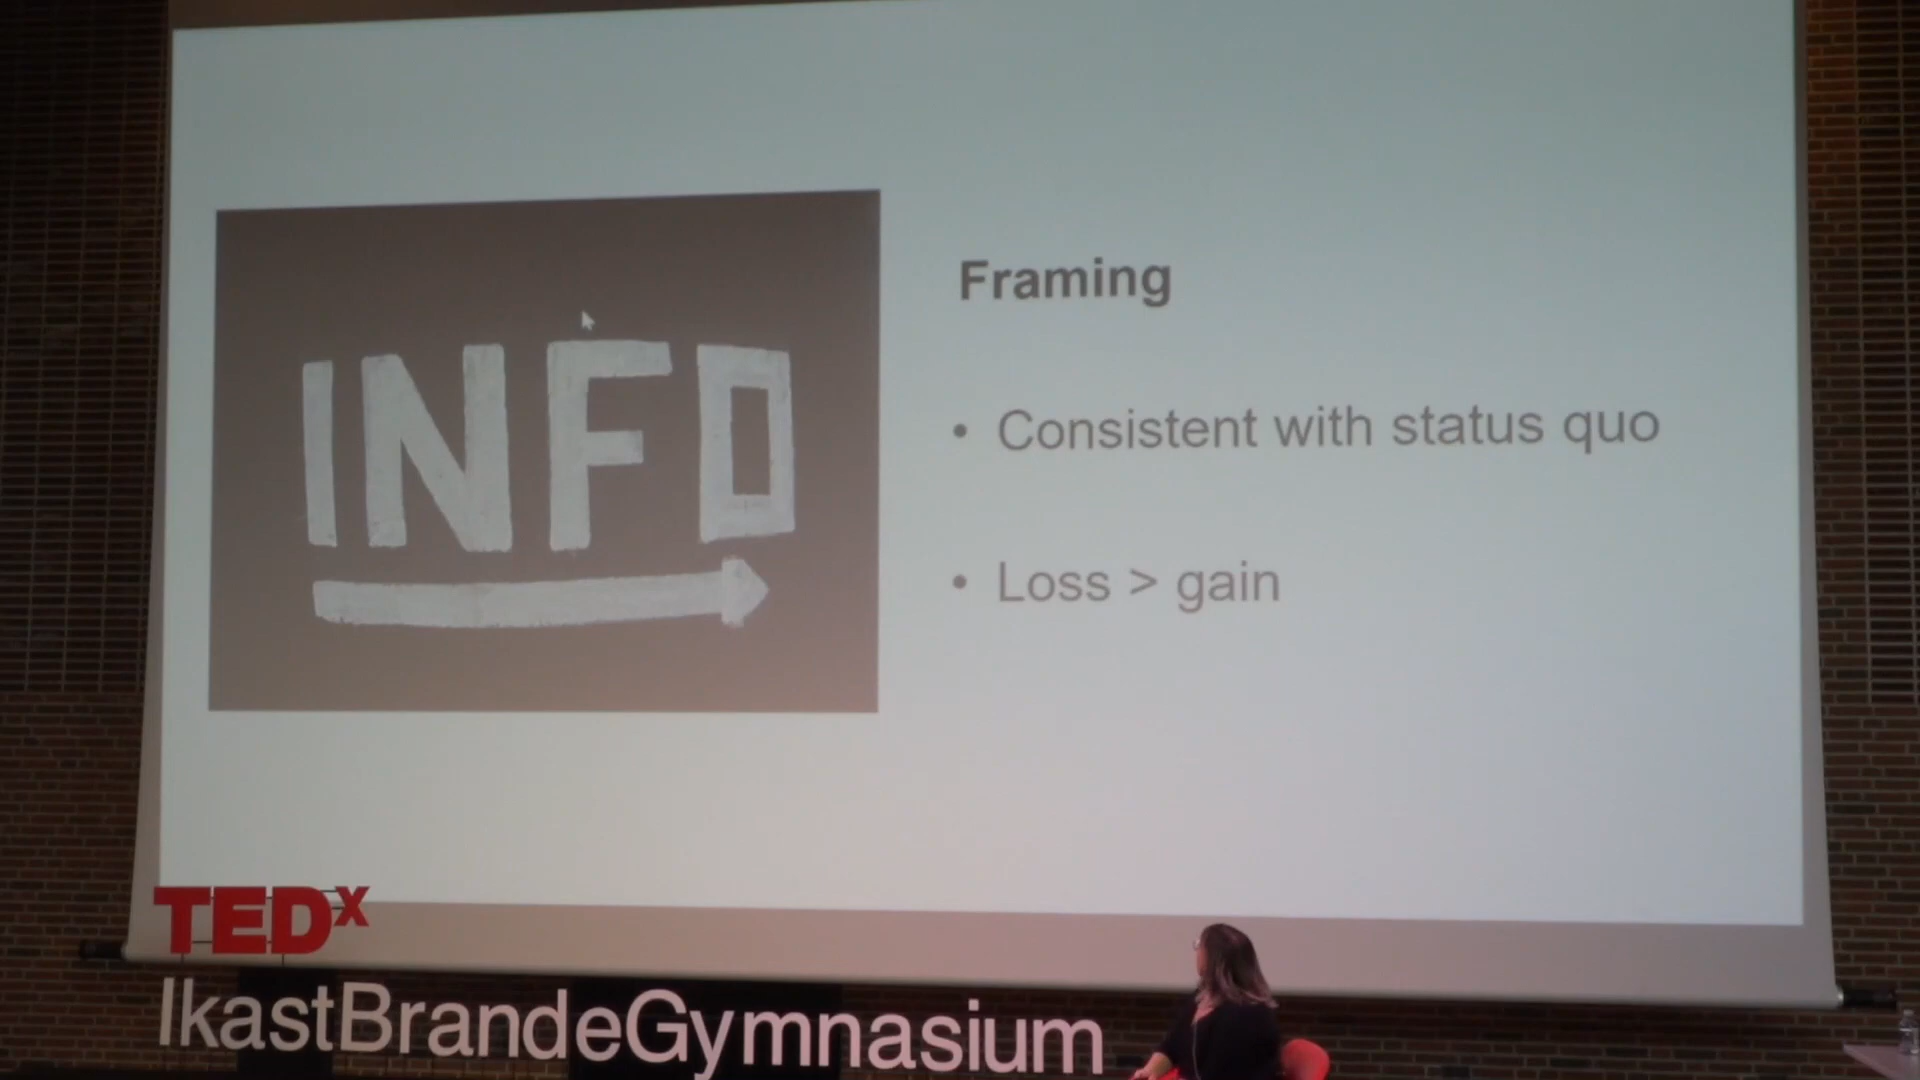 INFO
Framing
• Consistent with status quo
• Loss > gain
TEDx
IkastBrandeGymnasium